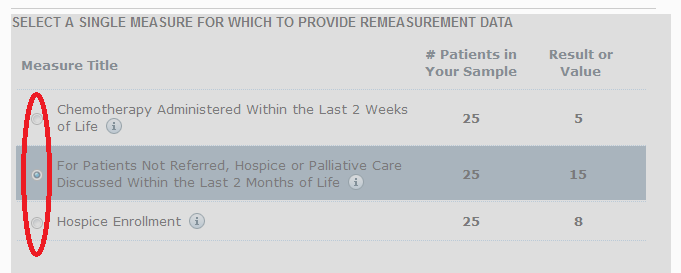 SELECT A SINGLE MEASURE FOR WHICH TO PROVIDE REMEASUREMENT DATA
Measure Title
# Patients in
Your Sample
Result or
Value
Chemotherapy Administered Within the Last 2 Weeks
of Life i
25
5
For Patients Not Referred, Hospice or Palliative Care
Discussed Within the Last 2 Months of Life i
25
15
Hospice Enrollment i
25
8